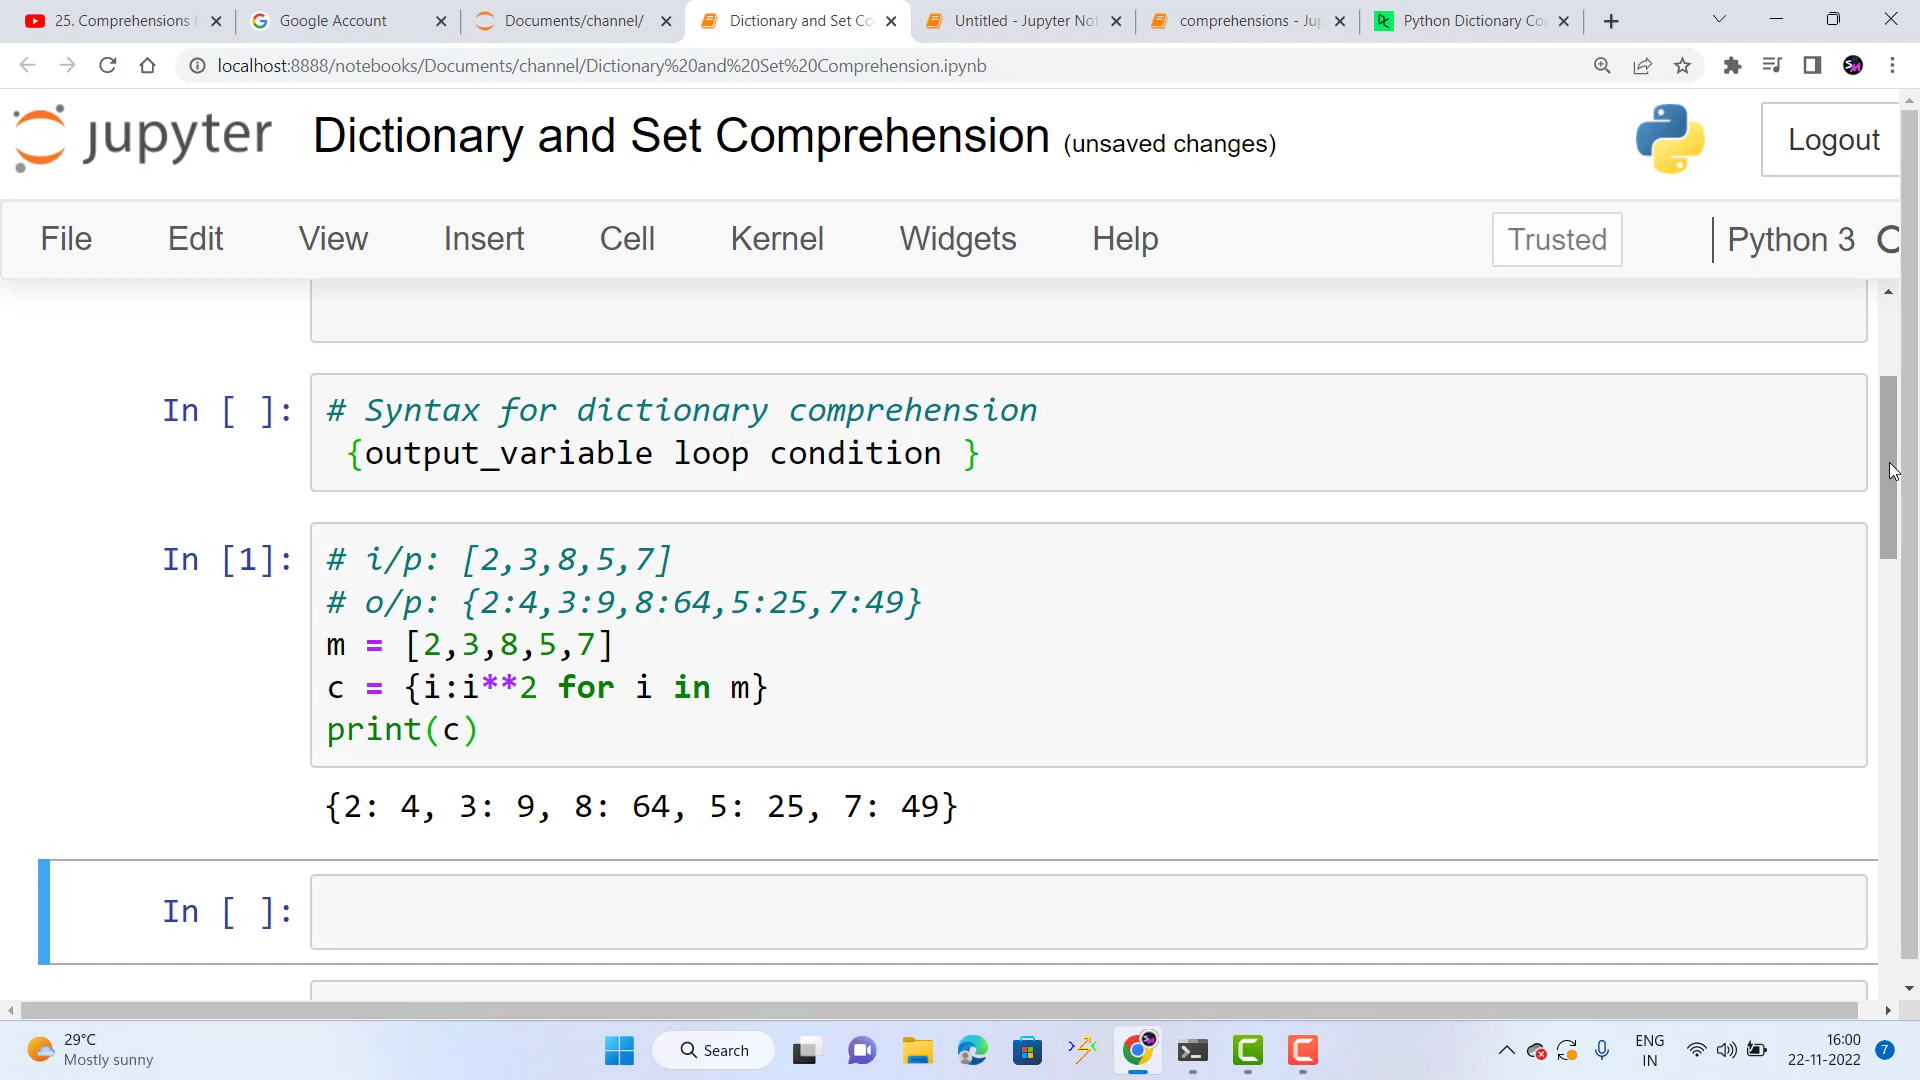 25. Comprehensions (
Google Account
Documents/channel/
Dictionary and Set Co
Untitled - Jupyter Not
comprehensions - Jup
Python Dictionary Co
localhost:8888/notebooks/Documents/channel/Dictionary%20and%20Set%20Comprehension.ipynb
jupyter
Dictionary and Set Comprehension (unsaved changes)
Logout
File Edit View Insert Cell Kernel Widgets Help
Trusted
Python 3
In [ ]:
# Syntax for dictionary comprehension
{output_variable loop condition }
In [1]:
# i/p: [2,3,8,5,7]
# o/p: {2:4,3:9,8:64,5:25,7:49}
m = [2,3,8,5,7]
c = {i:i**2 for i in m}
print(c)
{2: 4, 3: 9, 8: 64, 5: 25, 7: 49}
In [ ]:
29°C
Mostly sunny
Search
ENG
IN
16:00
22-11-2022
7